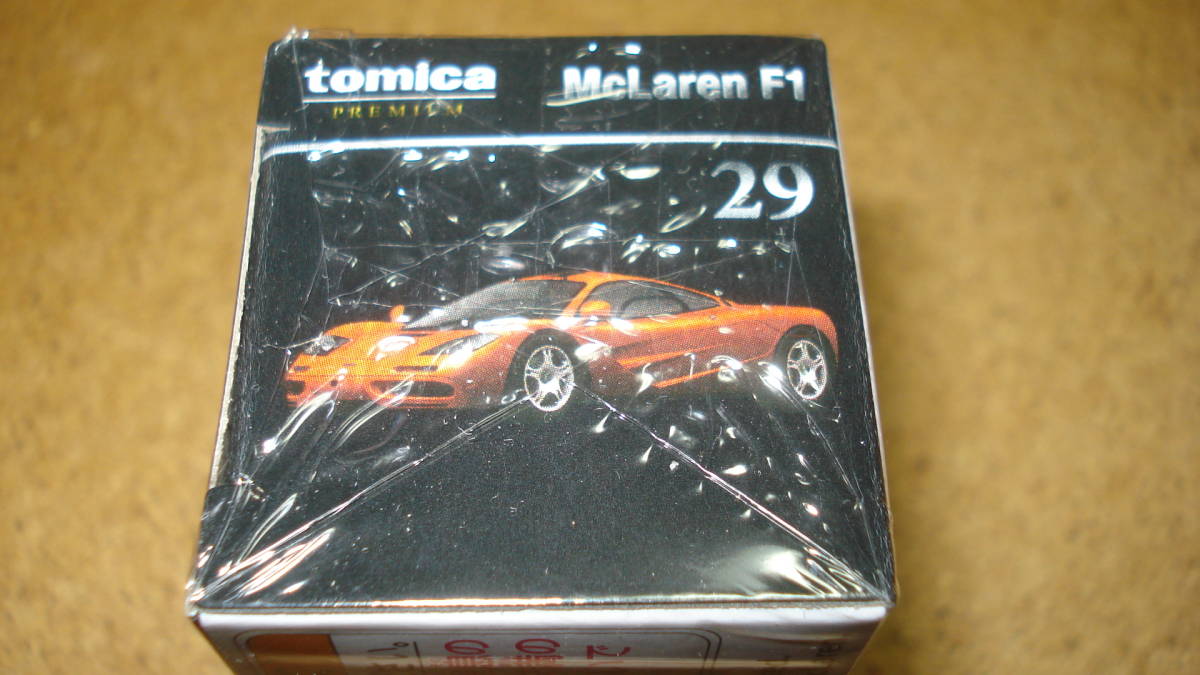 tomica
PREMIUM
McLaren F1
29